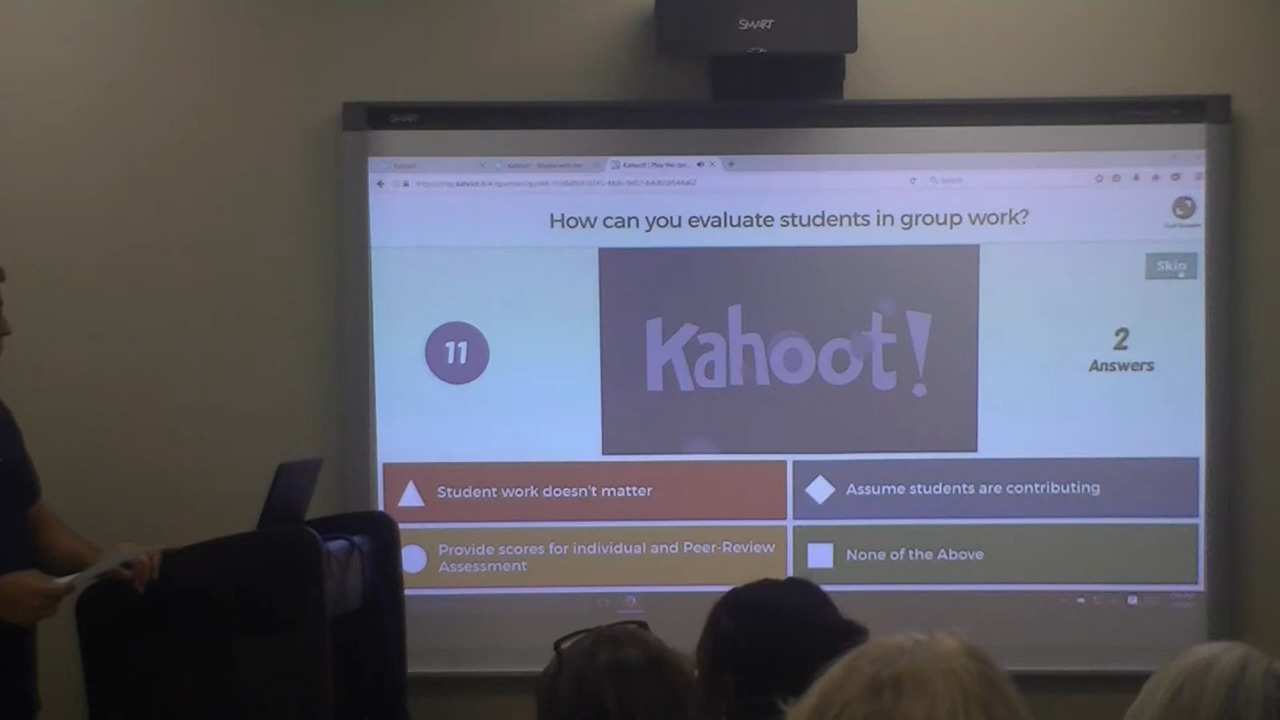 SMART
SMART
How can you evaluate students in group work?
Skip
11
Kahoot!
2
Answers
Student work doesn't matter
Assume students are contributing
Provide scores for individual and Peer-Review
Assessment
None of the Above